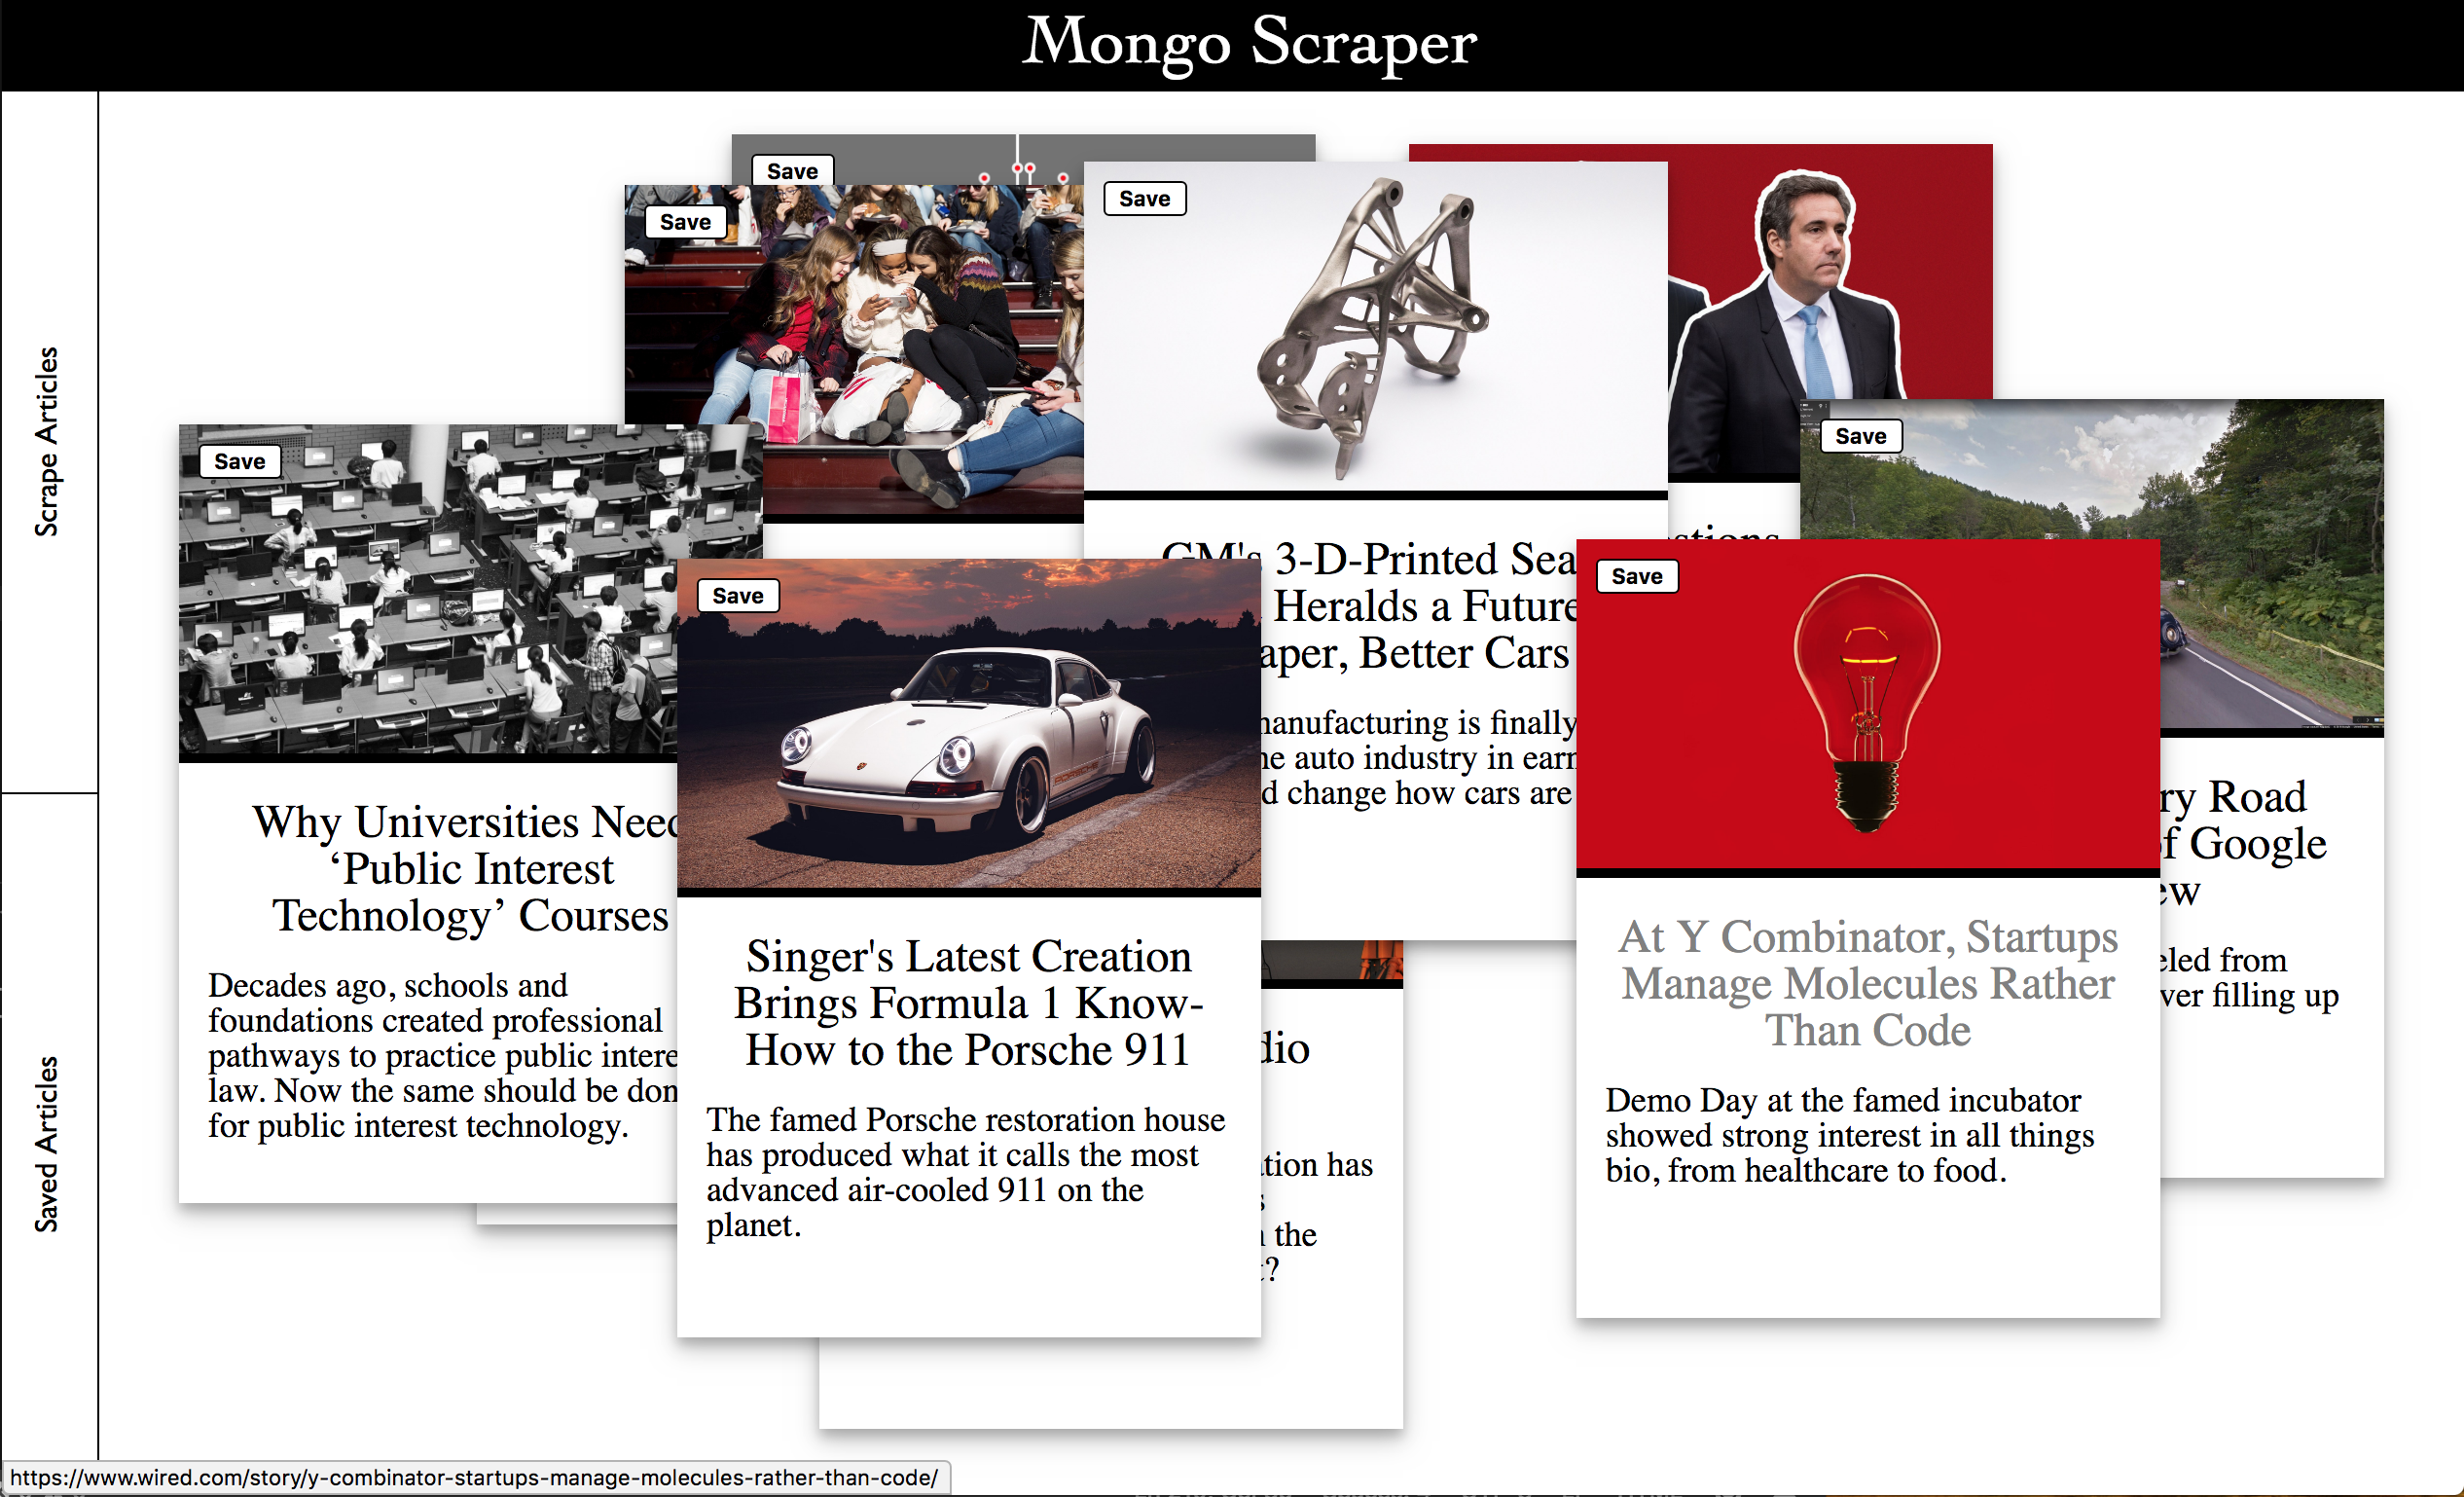 Mongo Scraper
Scrape Articles
Saved Articles
Save
Save
Save
Save
Why Universities Need
‘Public Interest
Technology’ Courses
Decades ago, schools and
foundations created professional
pathways to practice public intere
law. Now the same should be don
for public interest technology.
Save
Singer's Latest Creation
Brings Formula 1 Know-
How to the Porsche 911
The famed Porsche restoration house
has produced what it calls the most
advanced air-cooled 911 on the
planet.
GM's 3-D-Printed Sea
Heralds a Future
aper, Better Cars
manufacturing is finally
he auto industry in earn
d change how cars are
stions
dio
ation has
s
n the
t?
Save
At Y Combinator, Startups
Manage Molecules Rather
Than Code
Demo Day at the famed incubator
showed strong interest in all things
bio, from healthcare to food.
Save
ry Road
of Google
ew
eled from
ver filling up
https://www.wired.com/story/y-combinator-startups-manage-molecules-rather-than-code/